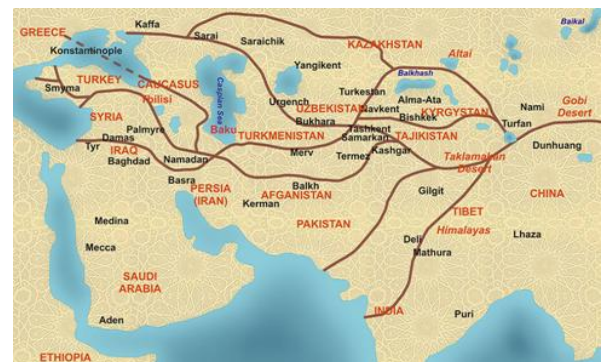 Kaffa
Baikal
GREECE
Sarai
Konstantinople
Saraichik
KAZAKHSTAN
Altai
Yangikent
TURKEY
CAUCASUS
Balkhash
Smyrna
Tbilisi
Caspian Sea
Turkestan
Urgench
Alma-Ata
Nami
Gobi
Desert
UZBEKISTAN
Navkent
KYRGYSTAN
SYRIA
Bukhara
Bishkek
Turfan
Palmyre
Baku
TURKMENISTAN
Tashkent
Damas
Samarkan
TAJIKISTAN
Tyr
IRAQ
Merv
Kashgar
Dunhuang
Baghdad
Namadan
Termez
Taklamakan
Desert
Basra
PERSIA
(IRAN)
Balkh
AFGANISTAN
Gilgit
CHINA
Kerman
Medina
PAKISTAN
TIBET
Himalayas
Mecca
Deli
Lhaza
Mathura
SAUDI
ARABIA
INDIA
Puri
Aden
ETHIOPIA